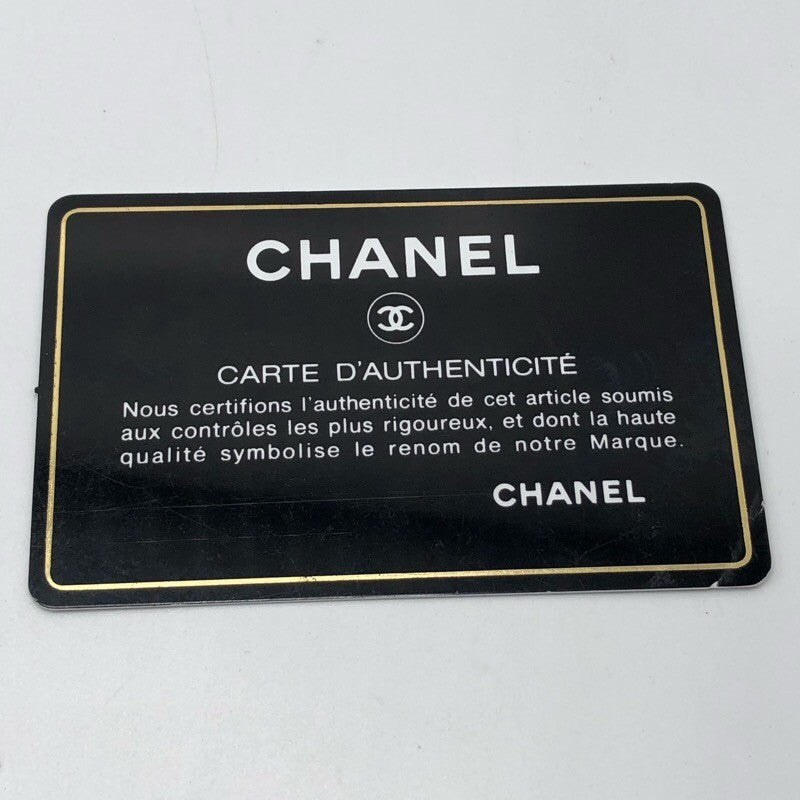 CHANEL
CARTE D'AUTHENTICITÉ
Nous certifions l'authenticité de cet article soumis
aux contrôles les plus rigoureux, et dont la haute
qualité symbolise le renom de notre Marque.
CHANEL